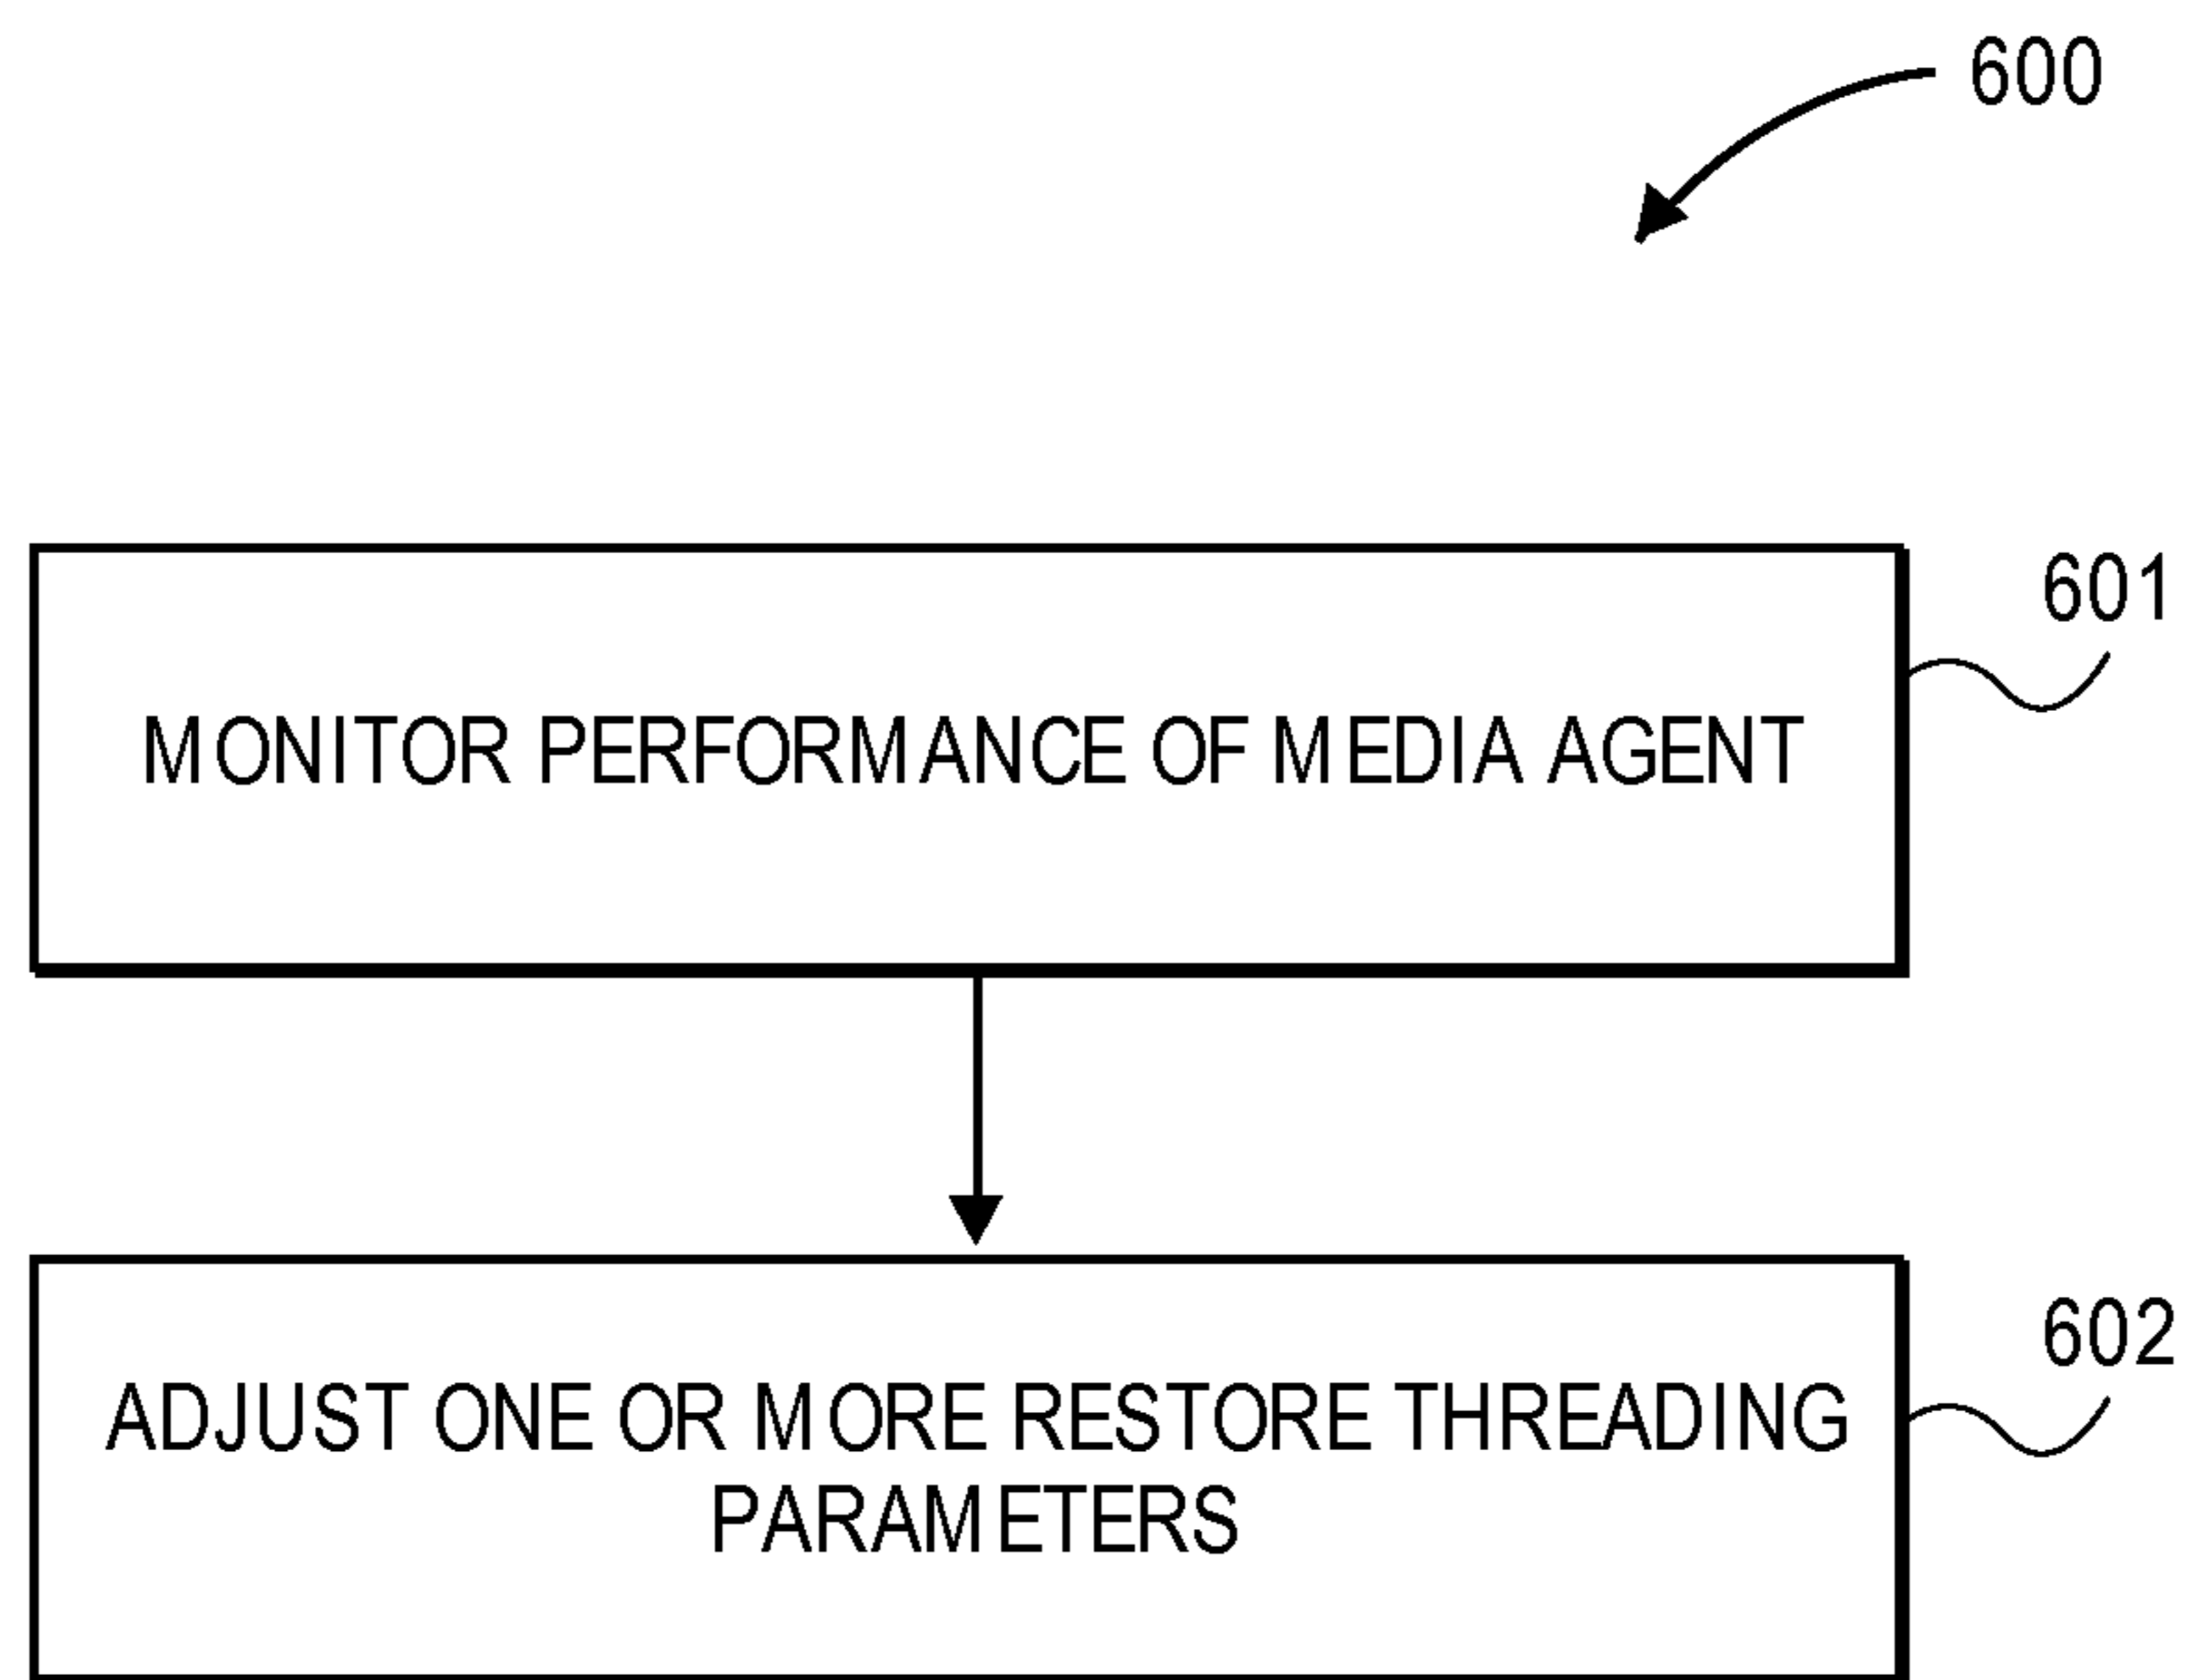 600
601
MONITOR PERFORMANCE OF MEDIA AGENT
602
ADJUST ONE OR MORE RESTORE THREADING
PARAMETERS